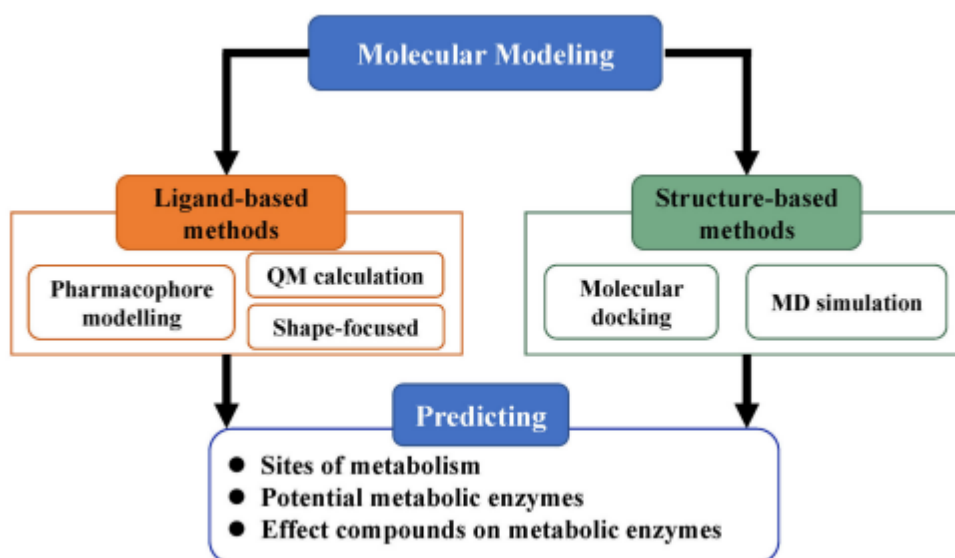 Molecular Modeling
Ligand-based
methods
Pharmacophore
modelling
QM calculation
Shape-focused
Structure-based
methods
Molecular
docking
MD simulation
Predicting
Sites of metabolism
Potential metabolic enzymes
Effect compounds on metabolic enzymes